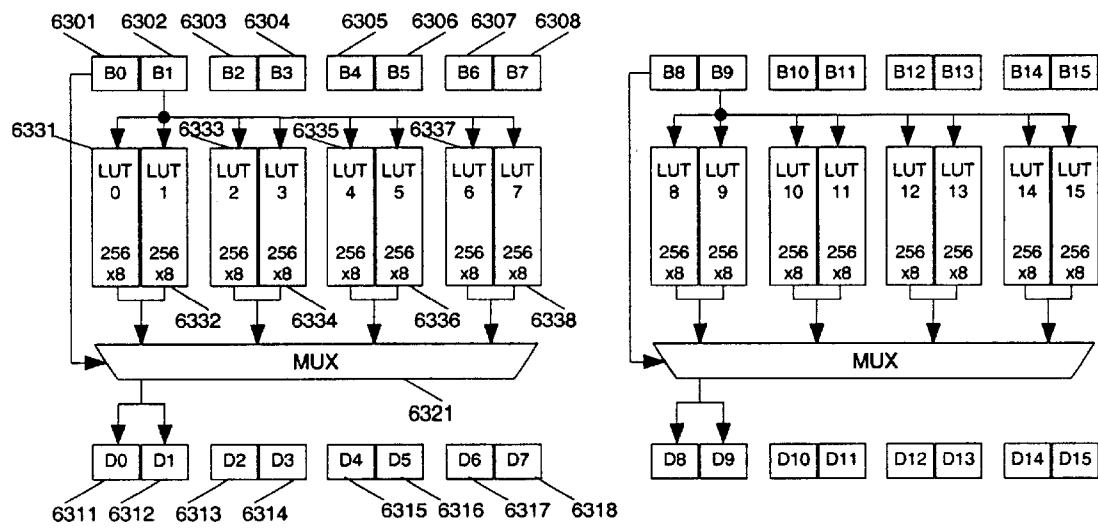 6301 6302 6303 6304 6305 6306 6307 6308
B0 B1 B2 B3 B4 B5 B6 B7 B8 B9 B10 B11 B12 B13 B14 B15
6331 6333 6335 6337
LUT LUT LUT LUT LUT LUT LUT LUT LUT LUT LUT LUT LUT LUT LUT LUT
0 1 2 3 4 5 6 7 8 9 10 11 12 13 14 15
256 256 256 256 256 256 256 256 256 256 256 256 256 256 256 256
x8 x8 x8 x8 x8 x8 x8 x8 x8 x8 x8 x8 x8 x8 x8 x8
6332 6334 6336 6338
MUX MUX
6321
D0 D1 D2 D3 D4 D5 D6 D7 D8 D9 D10 D11 D12 D13 D14 D15
6311 6312 6313 6314 6315 6316 6317 6318